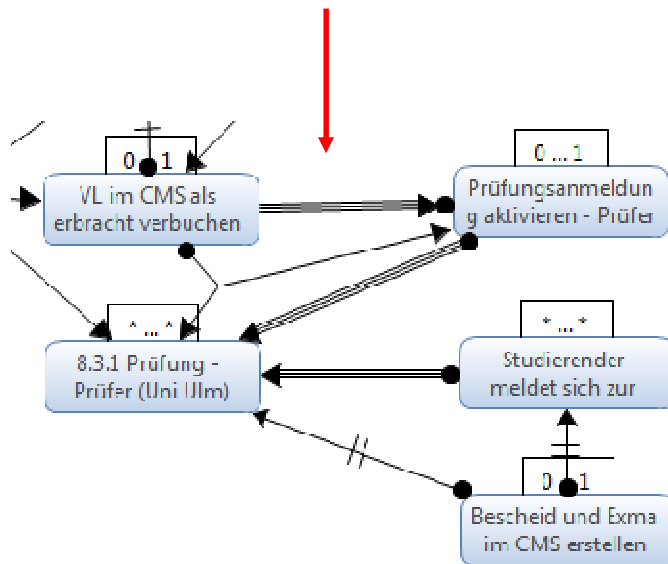 0 1
VL im CMS als
erbracht verbuchen
0 ... 1
Prüfungsanmeldun
g aktivieren - Prüfer
* ... *
8.3.1 Prüfung -
Prüfer (Uni Ulm)
* ... *
Studierender
meldet sich zur
0 1
Bescheid und Exma
im CMS erstellen